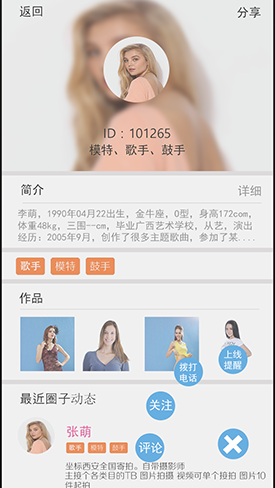 返回
分享
ID：101265
模特、歌手、鼓手
简介
详细
李萌，1990年04月22出生，金牛座，O型，身高172com，
体重48kg，三国--cm，毕业广西艺术学校，从艺，演出
经历：2005年9月，创作了很多主题歌曲，参加了某....
歌手
模特
鼓手
作品
拨打
电话
上线
提醒
最近圈子动态
关注
张萌
歌手
模特
鼓手
评论
坐标西安全国寄拍。自带摄影师
主接个各类目的TB 图片拍摄 视频可单个接拍 图片10
件起拍